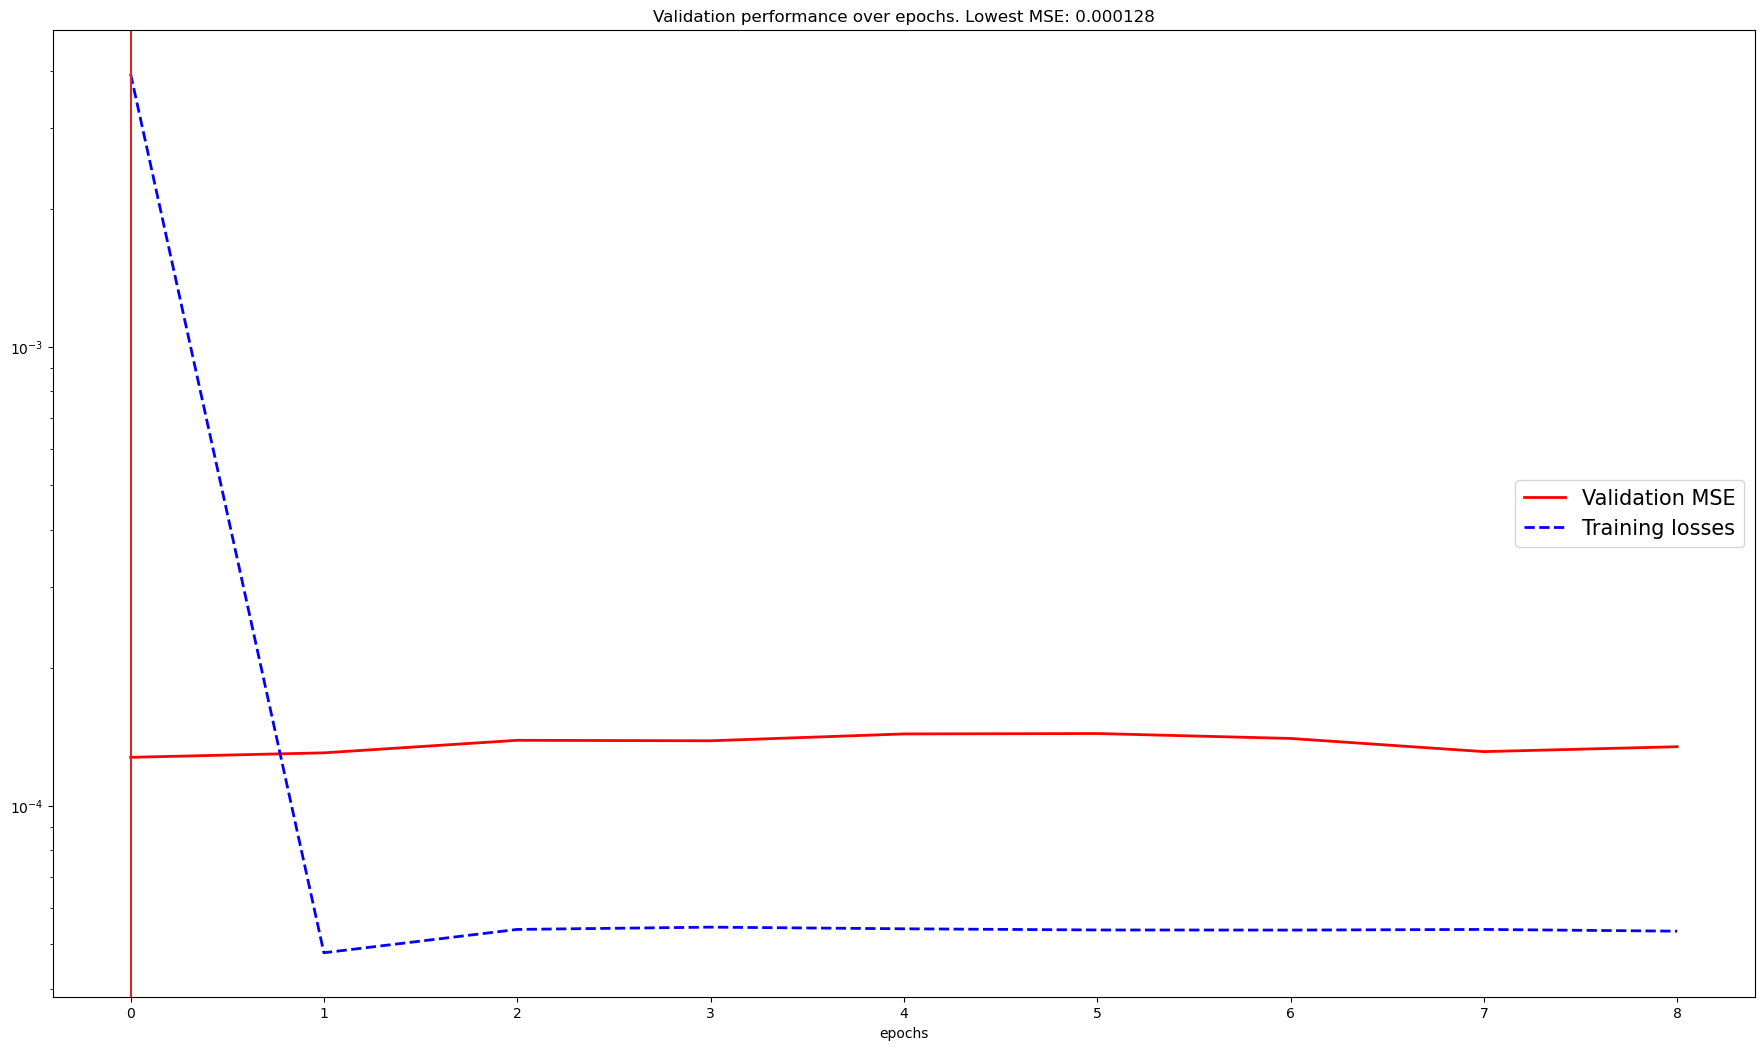 Validation performance over epochs. Lowest MSE: 0.000128
10⁻³
10⁻⁴
Validation MSE
Training losses
0 1 2 3 4 5 6 7 8
epochs